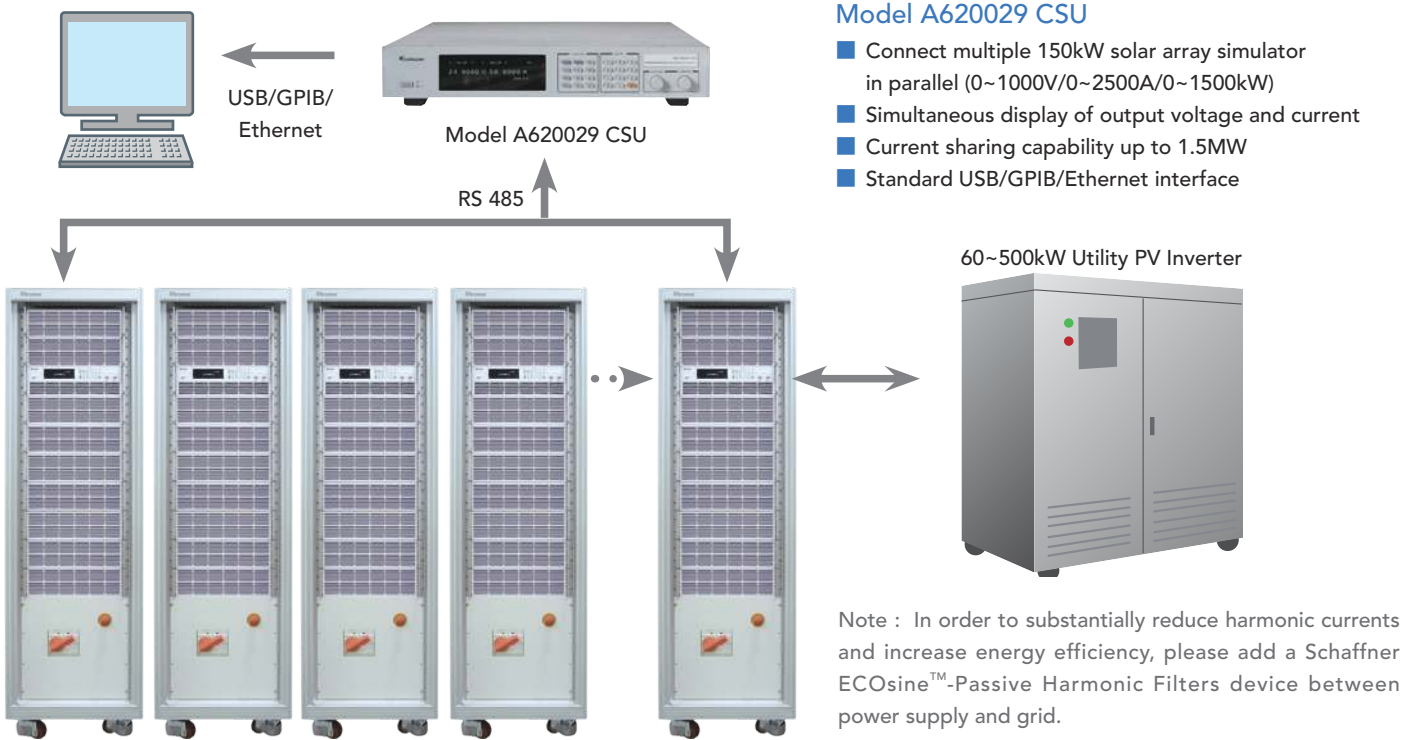 Model A620029 CSU
Connect multiple 150kW solar array simulator
in parallel (0~1000V/0~2500A/0~1500kW)
Simultaneous display of output voltage and current
Current sharing capability up to 1.5MW
Standard USB/GPIB/Ethernet interface
USB/GPIB/
Ethernet
Model A620029 CSU
RS 485
60~500kW Utility PV Inverter
Note : In order to substantially reduce harmonic currents
and increase energy efficiency, please add a Schaffner
ECOsine™-Passive Harmonic Filters device between
power supply and grid.